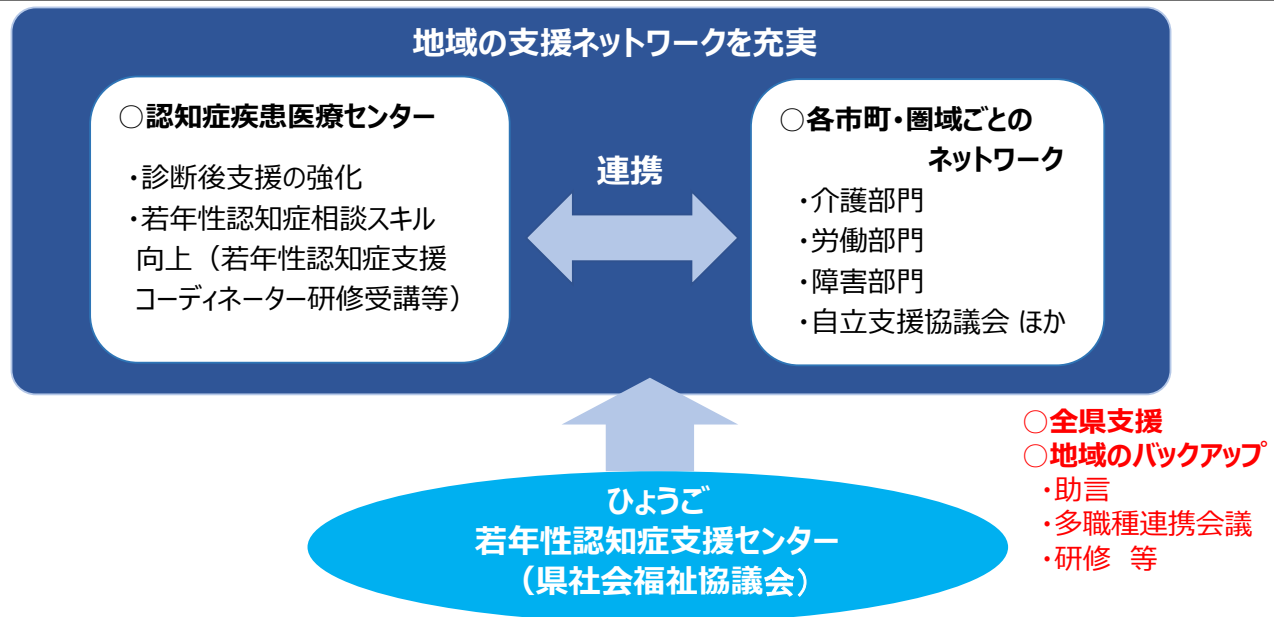 地域の支援ネットワークを充実
○認知症疾患医療センター
・診断後支援の強化
・若年性認知症相談スキル
向上（若年性認知症支援
コーディネーター研修受講等）
連携
○各市町・圏域ごとの
ネットワーク
・介護部門
・労働部門
・障害部門
・自立支援協議会 ほか
○全県支援
○地域のバックアップ
・助言
・多職種連携会議
・研修　等
ひょうご
若年性認知症支援センター
（県社会福祉協議会）